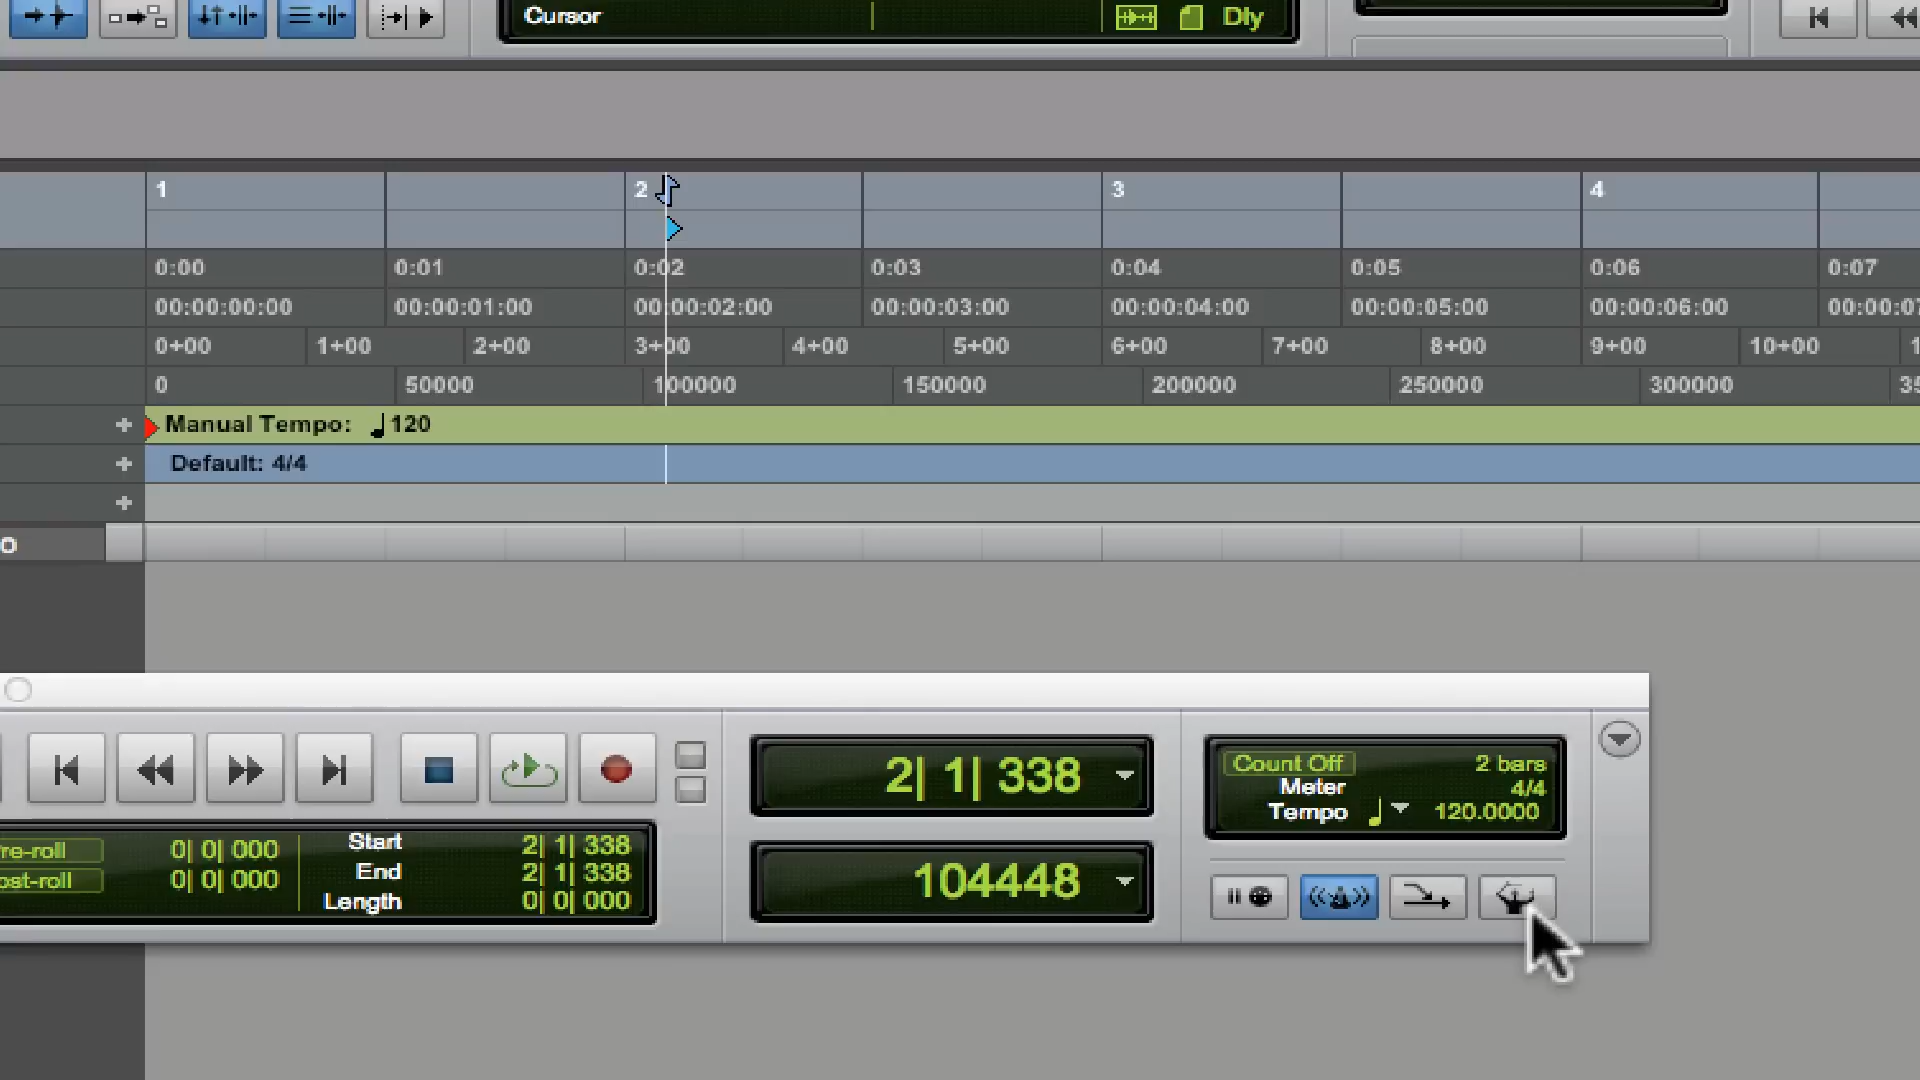 Cursor
Dly
1 2 3 4
0:00 0:01 0:02 0:03 0:04 0:05 0:06 0:07
00:00:00:00 00:00:01:00 00:00:02:00 00:00:03:00 00:00:04:00 00:00:05:00 00:00:06:00 00:00:0
0+00 1+00 2+00 3+00 4+00 5+00 6+00 7+00 8+00 9+00 10+00 1
0 50000 100000 150000 200000 250000 300000 35
+ Manual Tempo: ♩120
+ Default: 4/4
+
o
2| 1| 338
104448
Count Off 2 bars
Meter 4/4
Tempo ♩ 120.0000
re-roll 0| 0| 000 Start 2| 1| 338
ost-roll 0| 0| 000 End 2| 1| 338
Length 0| 0| 000